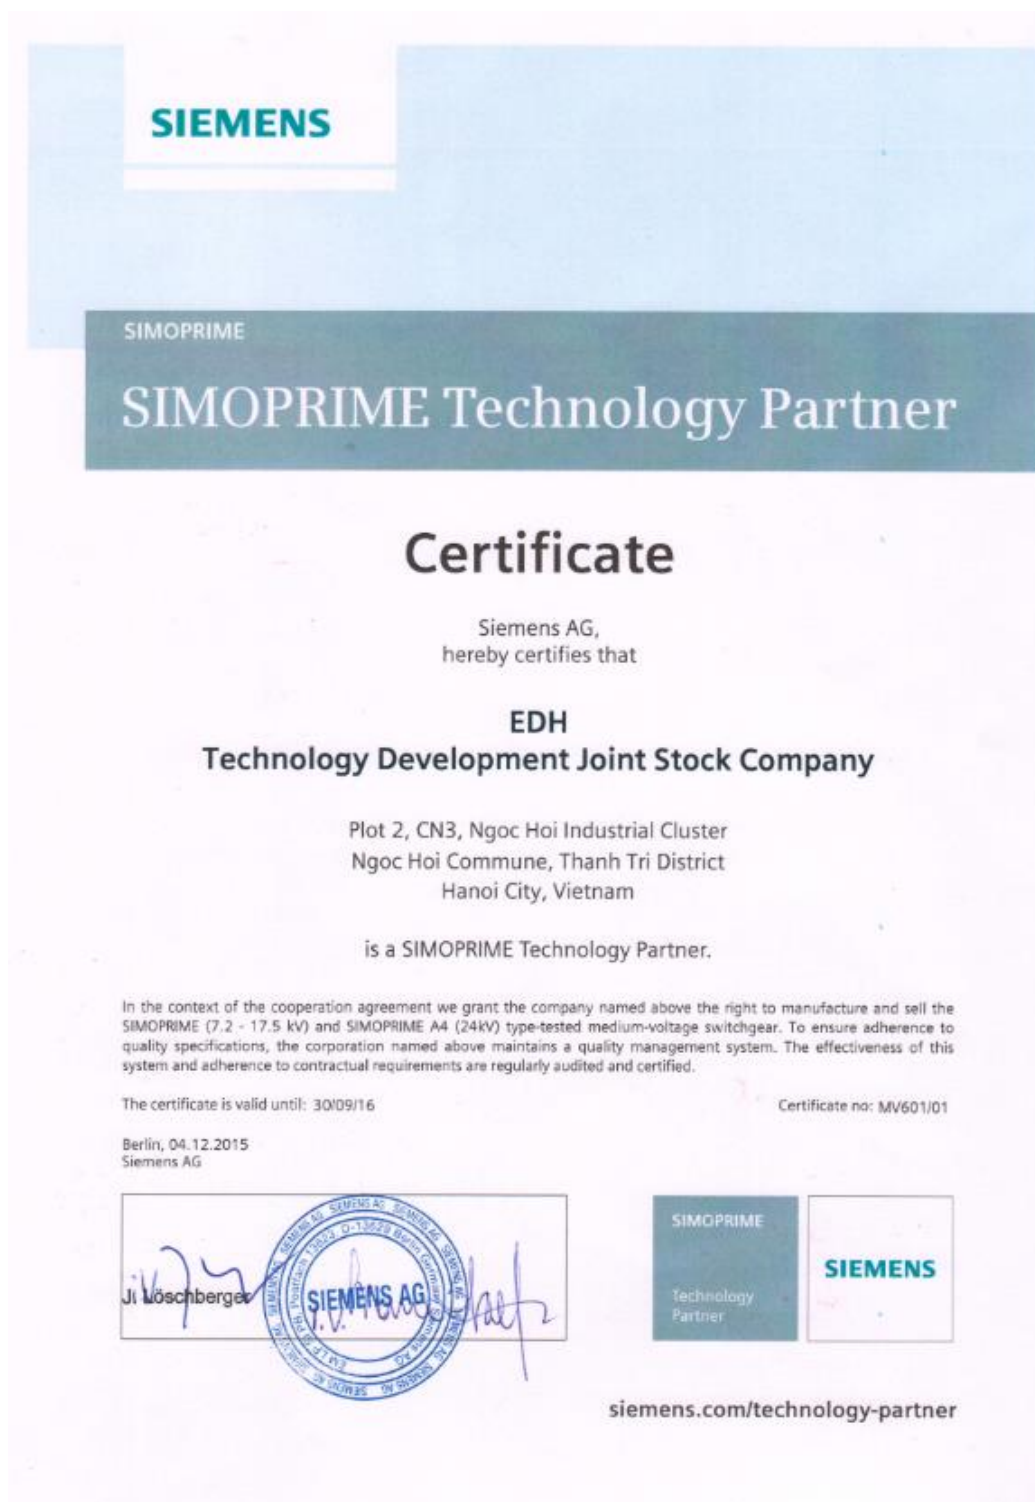 SIEMENS
SIMOPRIME
SIMOPRIME Technology Partner
Certificate
Siemens AG,
hereby certifies that
EDH
Technology Development Joint Stock Company
Plot 2, CN3, Ngoc Hoi Industrial Cluster
Ngoc Hoi Commune, Thanh Tri District
Hanoi City, Vietnam
is a SIMOPRIME Technology Partner.
In the context of the cooperation agreement we grant the company named above the right to manufacture and sell the
SIMOPRIME (7.2 - 17.5 kV) and SIMOPRIME A4 (24kV) type-tested medium-voltage switchgear. To ensure adherence to
quality specifications, the corporation named above maintains a quality management system. The effectiveness of this
system and adherence to contractual requirements are regularly audited and certified.
The certificate is valid until: 30/09/16
Certificate no: MV601/01
Berlin, 04.12.2015
Siemens AG
Löschberger
SIEMENS AG
SIMOPRIME
Technology
Partner
SIEMENS
siemens.com/technology-partner